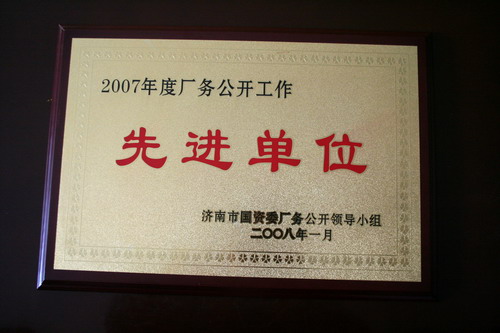 2007年度厂务公开工作
先进单位
济南市国资委厂务公开领导小组
二〇〇八年一月